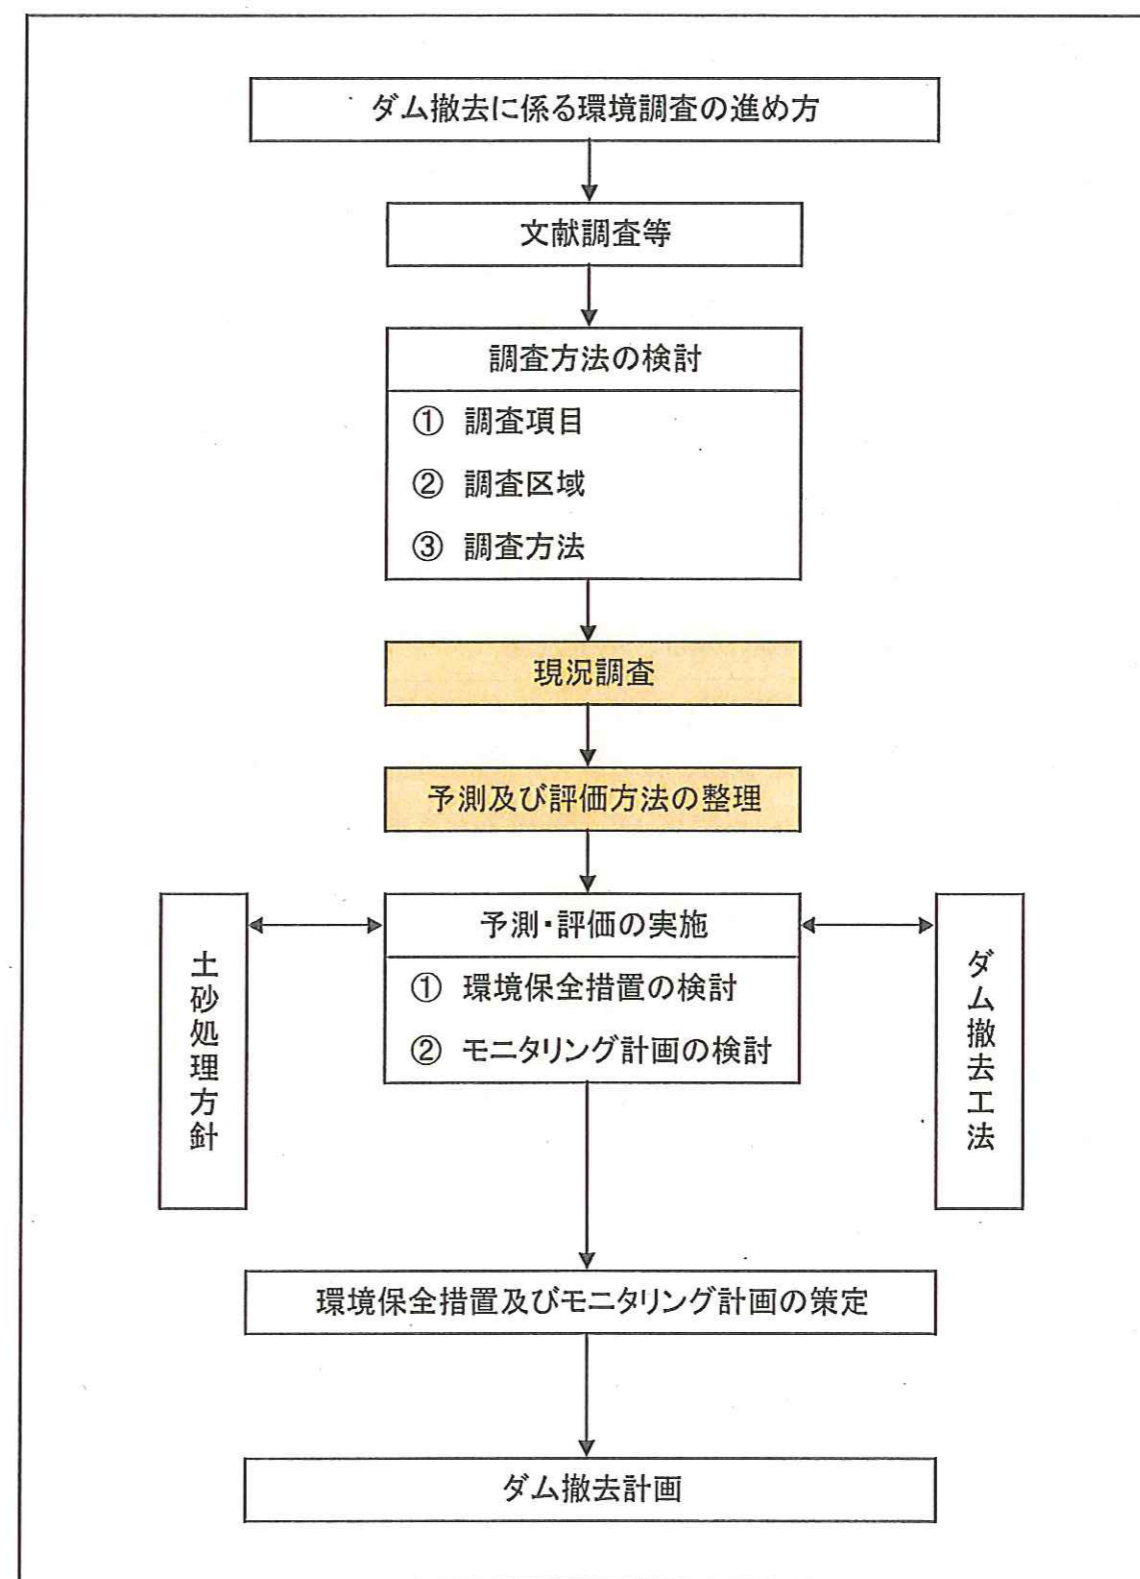 ダム撤去に係る環境調査の進め方
文献調査等
調査方法の検討
① 調査項目
② 調査区域
③ 調査方法
現況調査
予測及び評価方法の整理
予測・評価の実施
① 環境保全措置の検討
② モニタリング計画の検討
土砂処理方針
ダム撤去工法
環境保全措置及びモニタリング計画の策定
ダム撤去計画